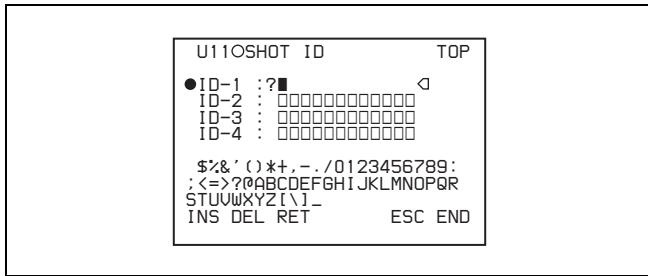 U11○SHOT ID TOP
●ID-1 :?■
ID-2 : □□□□□□□□□□□□
ID-3 : □□□□□□□□□□□□
ID-4 : □□□□□□□□□□□□
$%&'()*+,-./0123456789:
;<=>?@ABCDEFGHIJKLMNOPQR
STUVWXYZ[\]_
INS DEL RET ESC END